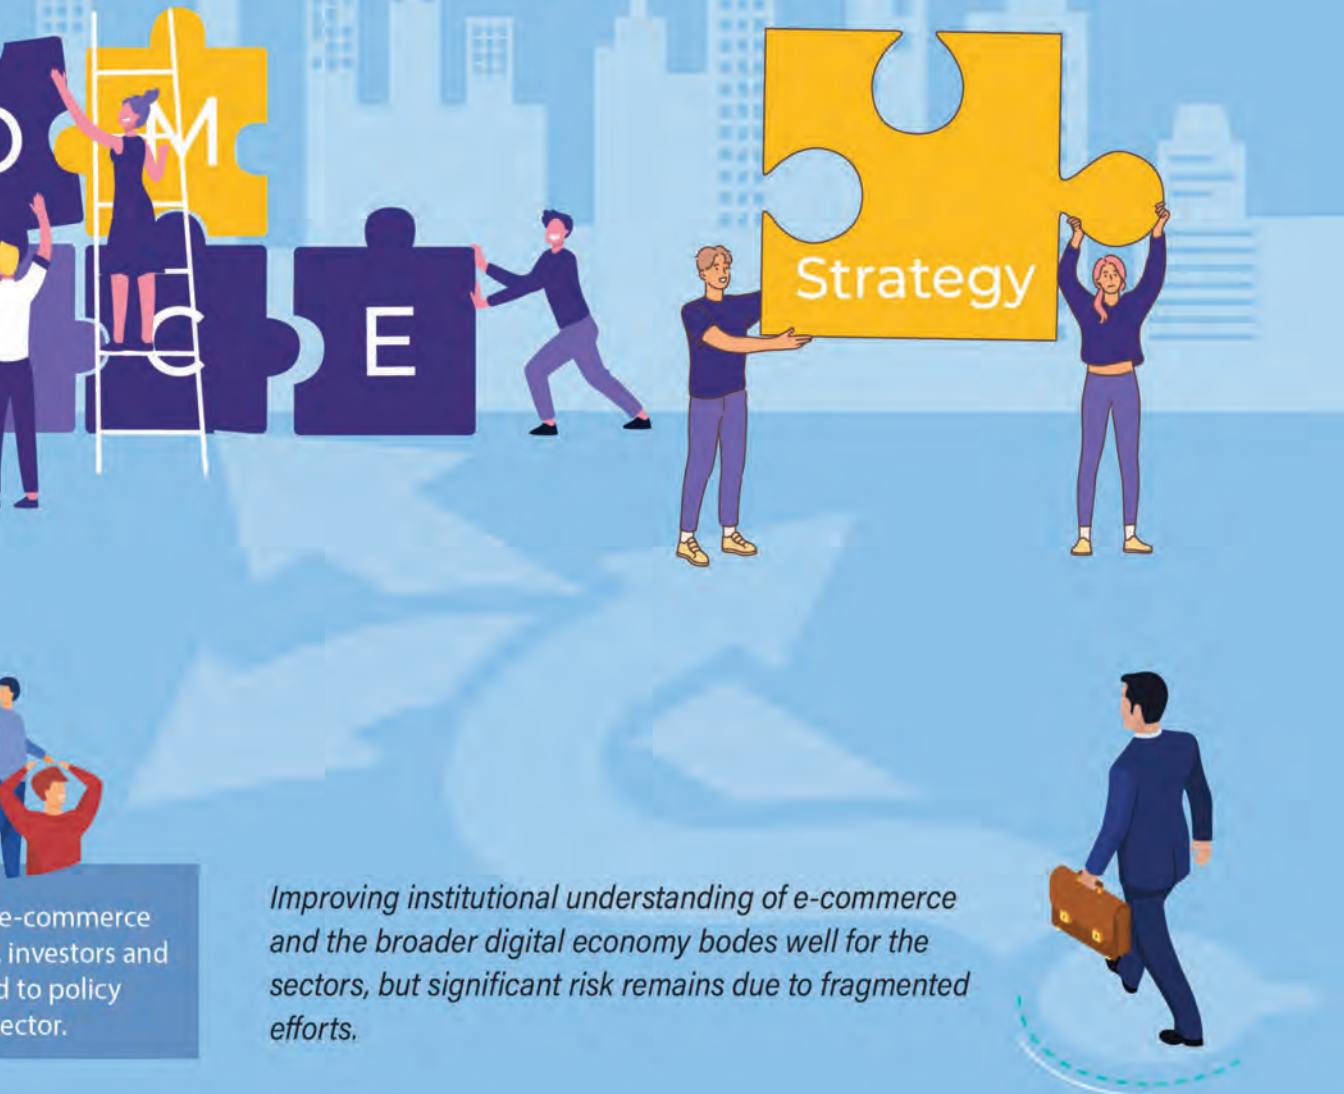 O M
C E
Strategy
e-commerce
investors and
to policy
Improving institutional understanding of e-commerce
and the broader digital economy bodes well for the
sectors, but significant risk remains due to fragmented
efforts.